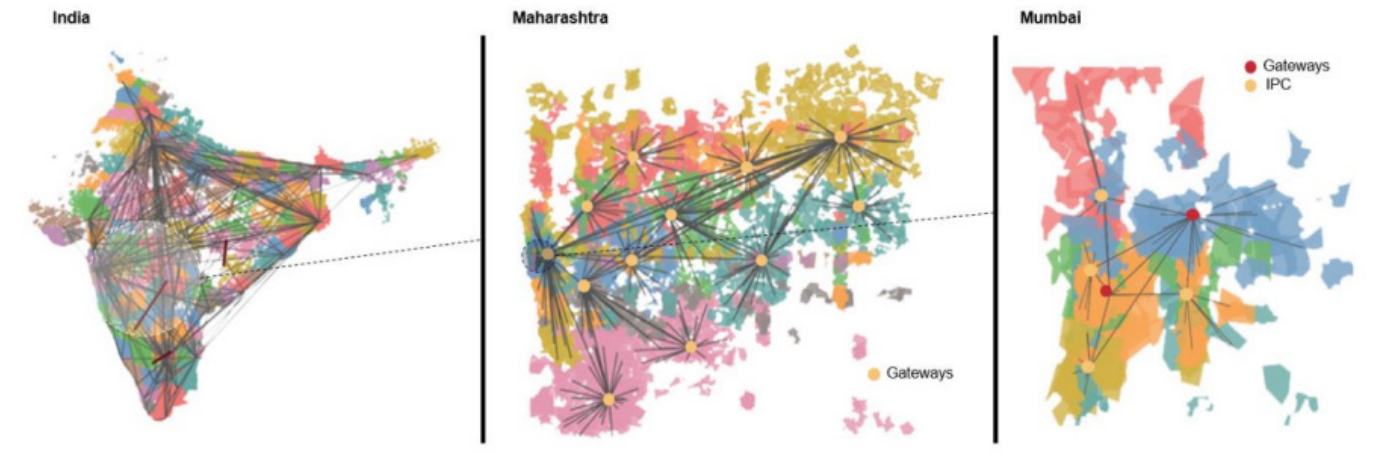 India
Maharashtra
Mumbai
Gateways
IPC
Gateways